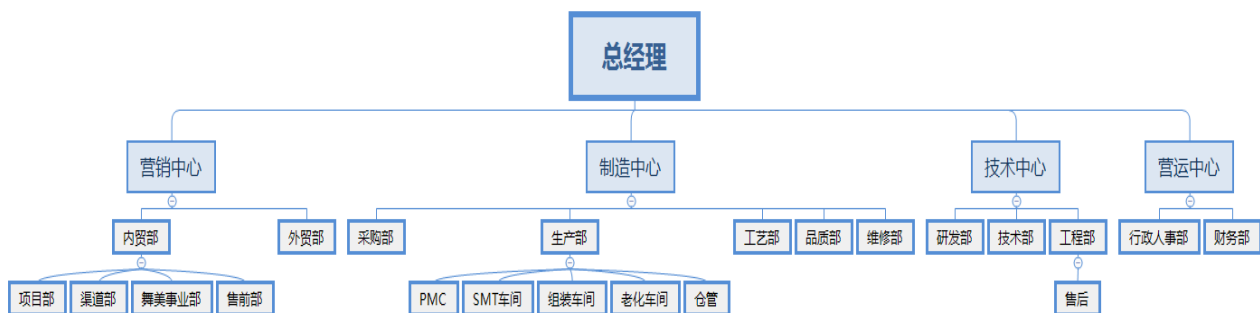 总经理
营销中心
制造中心
技术中心
营运中心
内贸部
外贸部
采购部
生产部
工艺部
品质部
维修部
研发部
技术部
工程部
行政人事部
财务部
项目部
渠道部
舞美事业部
售前部
PMC
SMT车间
组装车间
老化车间
仓管
售后